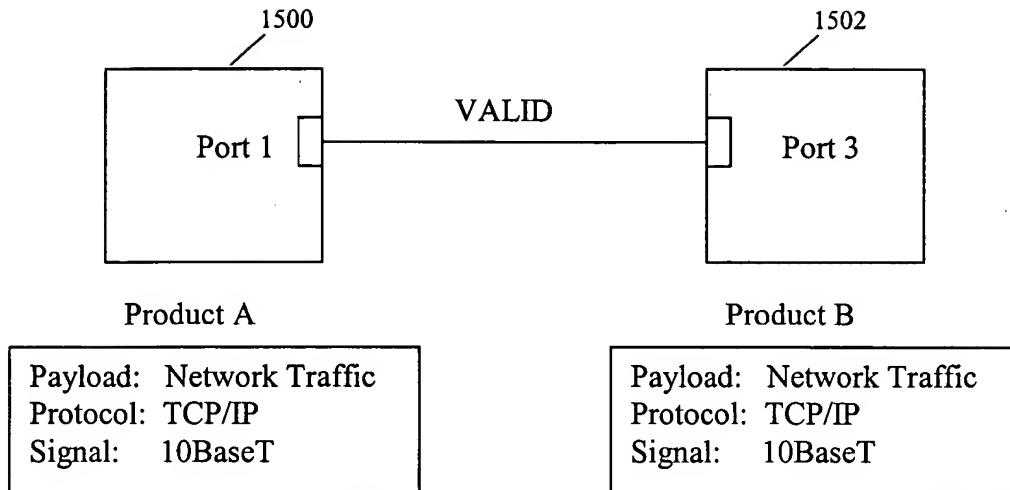 1500
1502
VALID
Port 1
Port 3
Product A
Product B
Payload: Network Traffic
Protocol: TCP/IP
Signal: 10BaseT
Payload: Network Traffic
Protocol: TCP/IP
Signal: 10BaseT